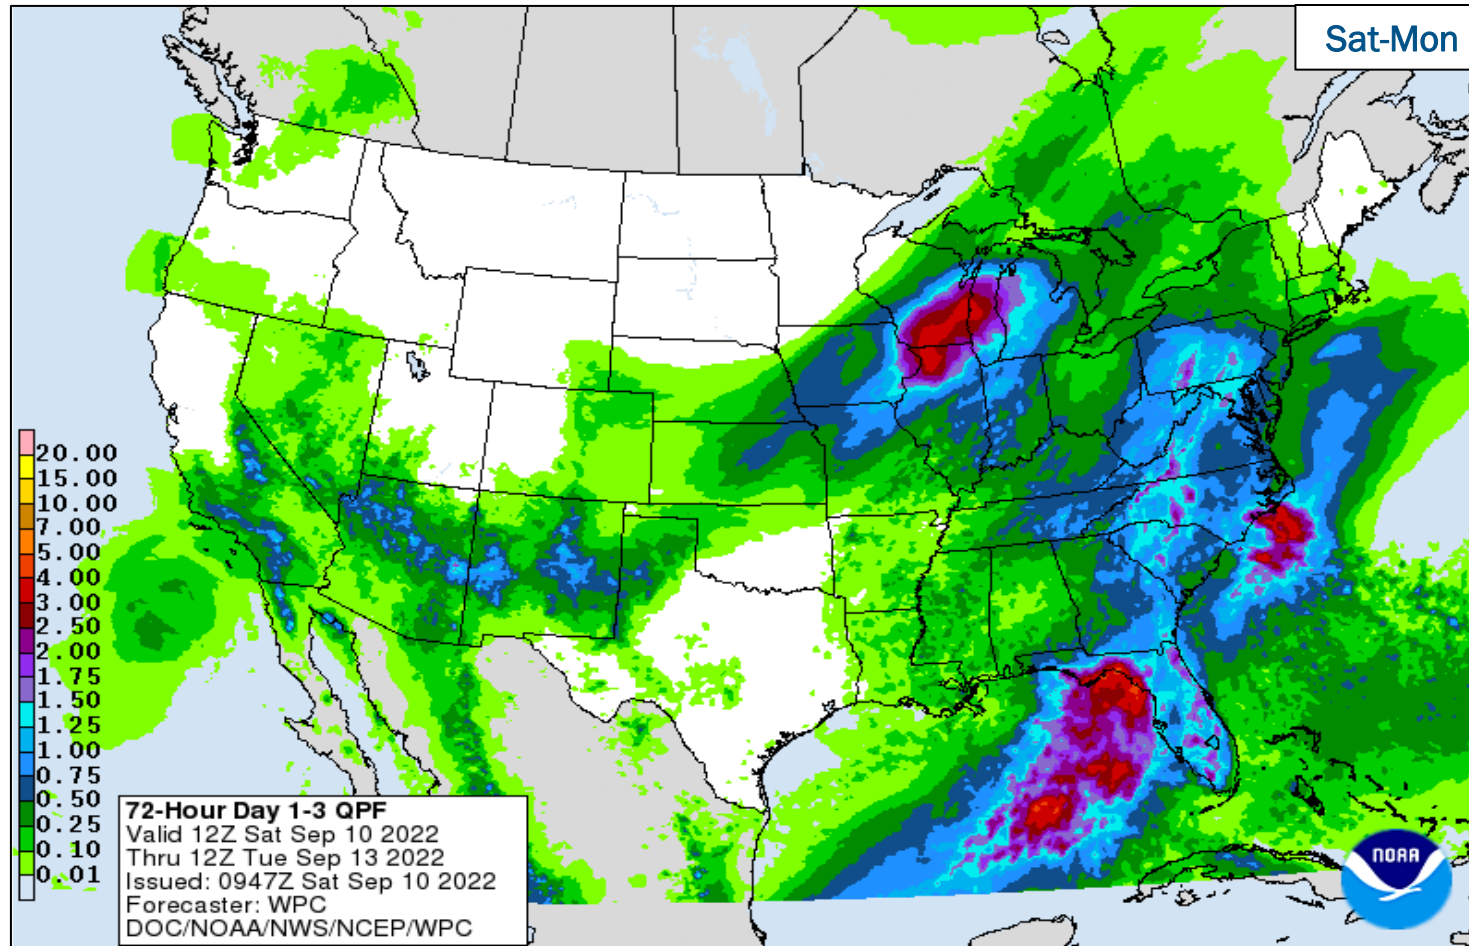 Sat-Mon
20.00
15.00
10.00
7.00
5.00
4.00
3.00
2.50
2.00
1.75
1.50
1.25
1.00
0.75
0.50
0.25
0.10
0.01
72-Hour Day 1-3 QPF
Valid 12Z Sat Sep 10 2022
Thru 12Z Tue Sep 13 2022
Issued: 0947Z Sat Sep 10 2022
Forecaster: WPC
DOC/NOAA/NWS/NCEP/WPC
NOAA